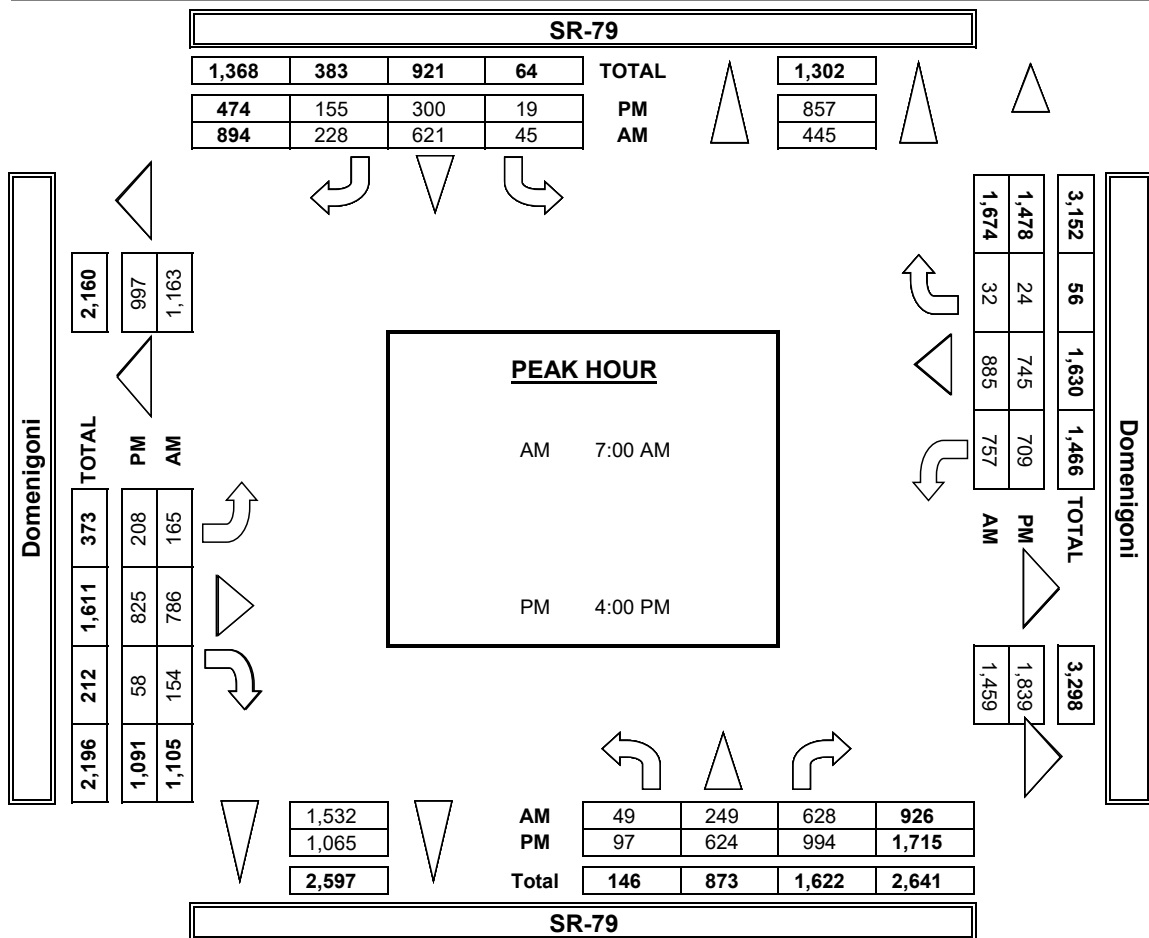 SR-79
1,368 383 921 64 TOTAL 1,302
474 155 300 19 PM 857
894 228 621 45 AM 445
Domenigoni
2,160
997
1,163
TOTAL
PM
AM
373 1,611 212 2,196
208 825 58 1,091
165 786 154 1,105
PEAK HOUR
AM 7:00 AM
PM 4:00 PM
3,152 56 1,630 1,466 TOTAL
1,478 24 745 709 PM
1,674 32 885 757 AM
3,298
1,839
1,459
Domenigoni
1,532 AM 49 249 628 926
1,065 PM 97 624 994 1,715
2,597 Total 146 873 1,622 2,641
SR-79